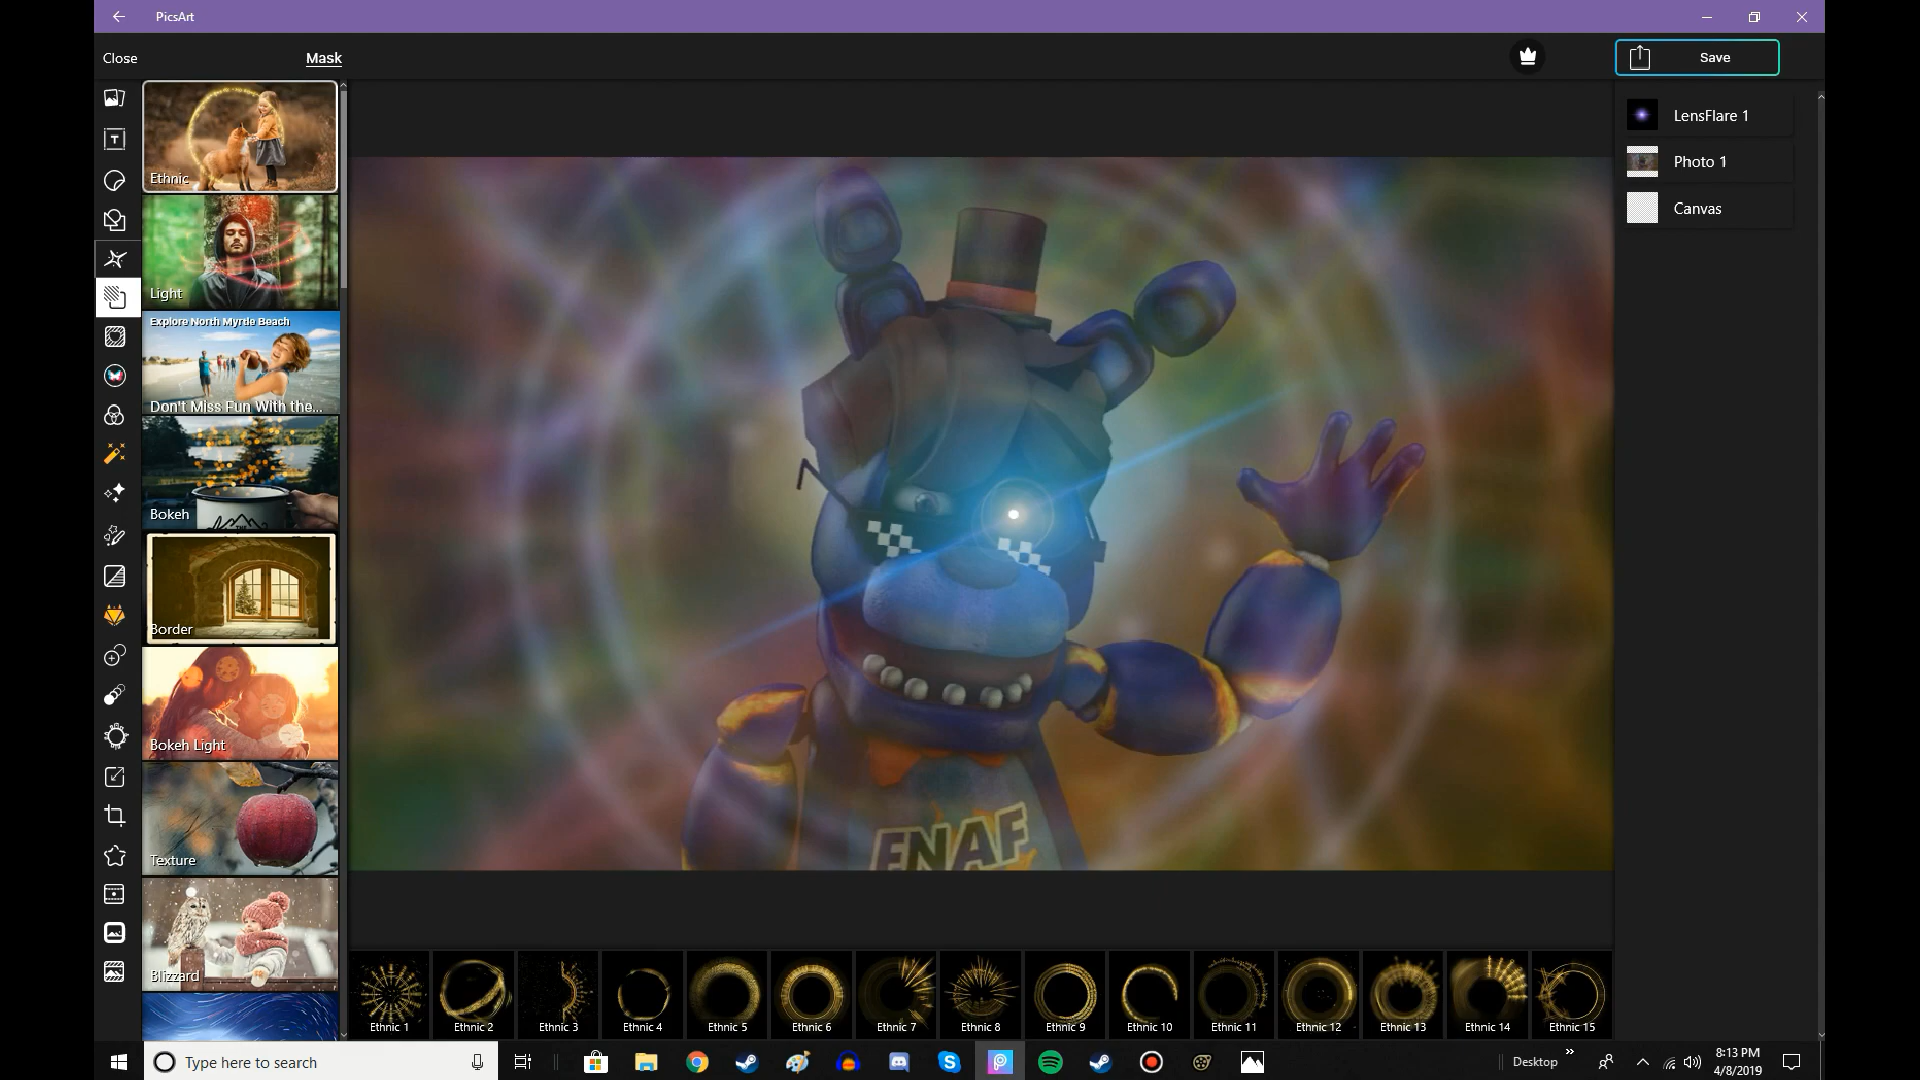 PicsArt
Close
Mask
Save
Ethnic
Light
Explore North Myrtle Beach
Don't Miss Fun With the...
Bokeh
Border
Bokeh Light
Texture
Blizzard
LensFlare 1
Photo 1
Canvas
FNAF
Ethnic 1
Ethnic 2
Ethnic 3
Ethnic 4
Ethnic 5
Ethnic 6
Ethnic 7
Ethnic 8
Ethnic 9
Ethnic 10
Ethnic 11
Ethnic 12
Ethnic 13
Ethnic 14
Ethnic 15
Type here to search
Desktop
8:13 PM
4/8/2019